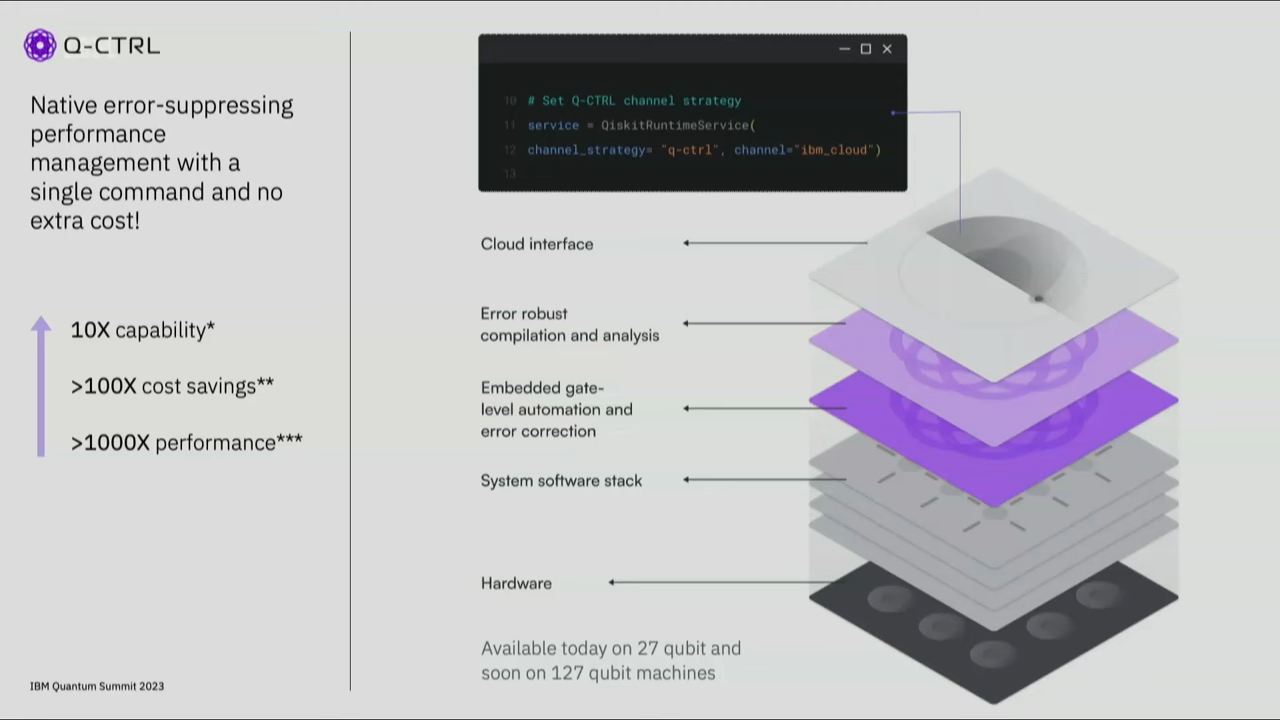 Q-CTRL
Native error-suppressing
performance
management with a
single command and no
extra cost!
10X capability*
>100X cost savings**
>1000X performance***
IBM Quantum Summit 2023
10 # Set Q-CTRL channel strategy
11 service = QiskitRuntimeService(
12 channel_strategy= "q-ctrl", channel="ibm_cloud")
13
Cloud interface
Error robust
compilation and analysis
Embedded gate-
level automation and
error correction
System software stack
Hardware
Available today on 27 qubit and
soon on 127 qubit machines